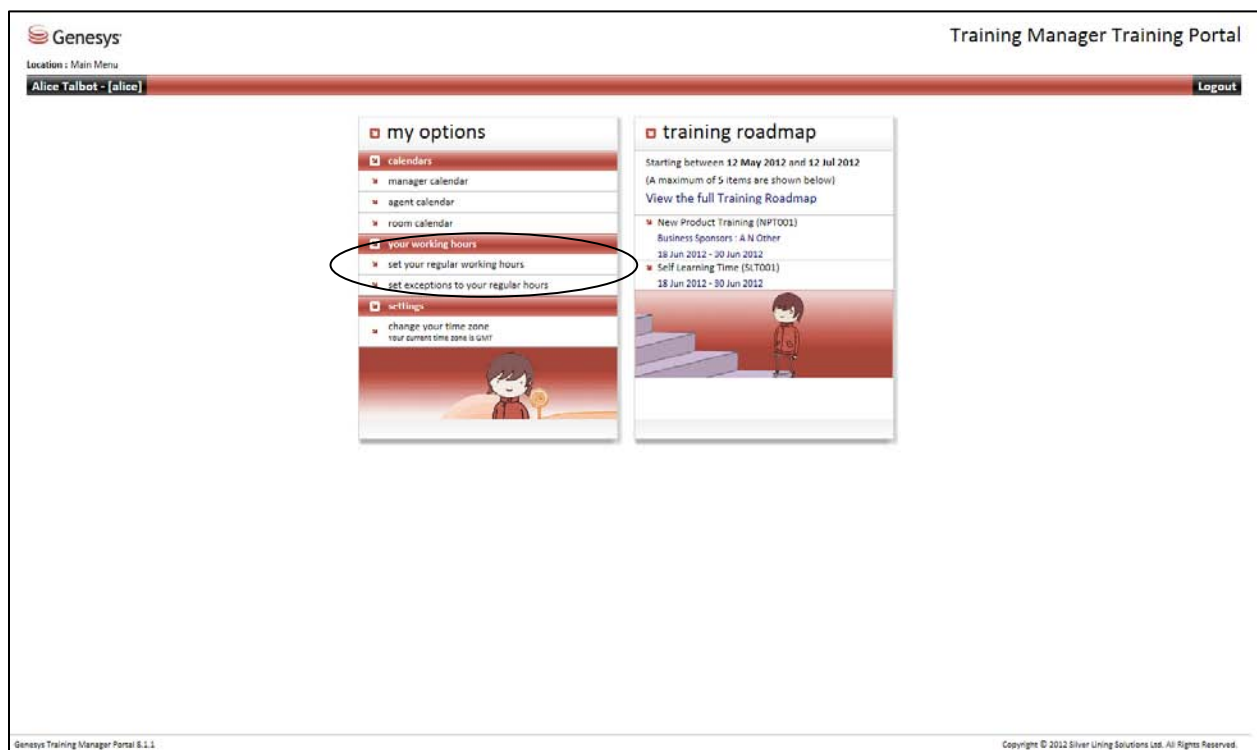 Genesys
Training Manager Training Portal
Location : Main Menu
Alice Talbot - [alice]
Logout
my options
calendars
manager calendar
agent calendar
room calendar
your working hours
set your regular working hours
set exceptions to your regular hours
settings
change your time zone
Your current time zone is GMT
training roadmap
Starting between 12 May 2012 and 12 Jul 2012
(A maximum of 5 items are shown below)
View the full Training Roadmap
New Product Training (NPT001)
Business Sponsors : A N Other
18 Jun 2012 - 30 Jun 2012
Self Learning Time (SLT001)
18 Jun 2012 - 30 Jun 2012
Genesys Training Manager Portal 8.1.1
Copyright © 2012 Silver Lining Solutions Ltd. All Rights Reserved.